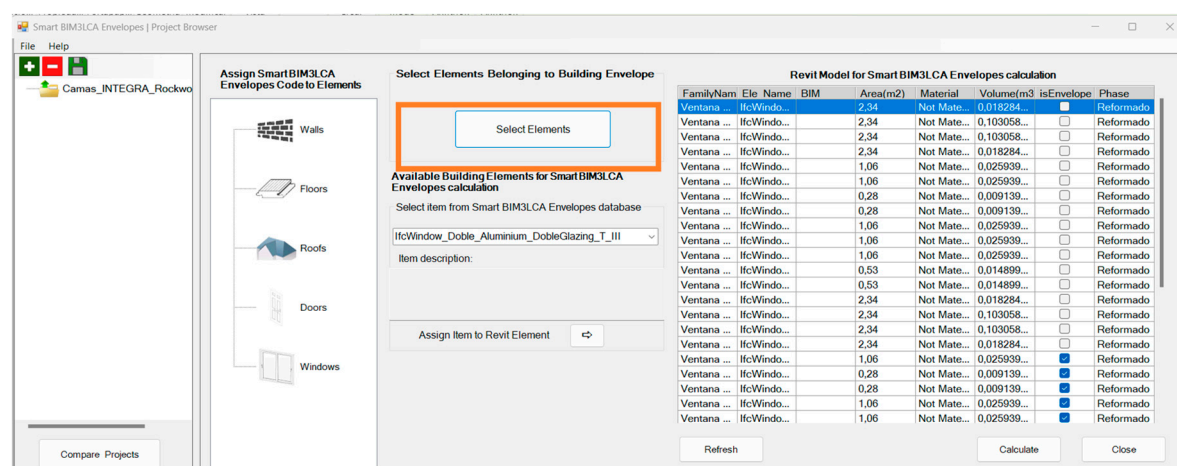 Smart BIM3LCA Envelopes | Project Browser
File Help
Camas_INTEGRA_Rockwo
Compare Projects
Assign SmartBIM3LCA
Envelopes Code to Elements
Walls
Floors
Roofs
Doors
Windows
Select Elements Belonging to Building Envelope
Select Elements
Available Building Elements for SmartBIM3LCA
Envelopes calculation
Select item from Smart BIM3LCA Envelopes database
IfcWindow_Doble_Aluminium_DobleGlazing_T_III
Item description:
Assign Item to Revit Element
Revit Model for Smart BIM3LCA Envelopes calculation
FamilyNam Ele_Name BIM Area(m2) Material Volume(m3 isEnvelope Phase
Ventana ... IfcWindo... 2,34 Not Mate... 0,018284... Reformado
Ventana ... IfcWindo... 2,34 Not Mate... 0,103058... Reformado
Ventana ... IfcWindo... 2,34 Not Mate... 0,103058... Reformado
Ventana ... IfcWindo... 2,34 Not Mate... 0,018284... Reformado
Ventana ... IfcWindo... 1,06 Not Mate... 0,025939... Reformado
Ventana ... IfcWindo... 1,06 Not Mate... 0,025939... Reformado
Ventana ... IfcWindo... 0,28 Not Mate... 0,009139... Reformado
Ventana ... IfcWindo... 0,28 Not Mate... 0,009139... Reformado
Ventana ... IfcWindo... 1,06 Not Mate... 0,025939... Reformado
Ventana ... IfcWindo... 1,06 Not Mate... 0,025939... Reformado
Ventana ... IfcWindo... 1,06 Not Mate... 0,025939... Reformado
Ventana ... IfcWindo... 0,53 Not Mate... 0,014899... Reformado
Ventana ... IfcWindo... 0,53 Not Mate... 0,014899... Reformado
Ventana ... IfcWindo... 2,34 Not Mate... 0,018284... Reformado
Ventana ... IfcWindo... 2,34 Not Mate... 0,103058... Reformado
Ventana ... IfcWindo... 2,34 Not Mate... 0,103058... Reformado
Ventana ... IfcWindo... 2,34 Not Mate... 0,018284... Reformado
Ventana ... IfcWindo... 1,06 Not Mate... 0,025939... Reformado
Ventana ... IfcWindo... 0,28 Not Mate... 0,009139... Reformado
Ventana ... IfcWindo... 0,28 Not Mate... 0,009139... Reformado
Ventana ... IfcWindo... 1,06 Not Mate... 0,025939... Reformado
Ventana ... IfcWindo... 1,06 Not Mate... 0,025939... Reformado
Refresh Calculate Close